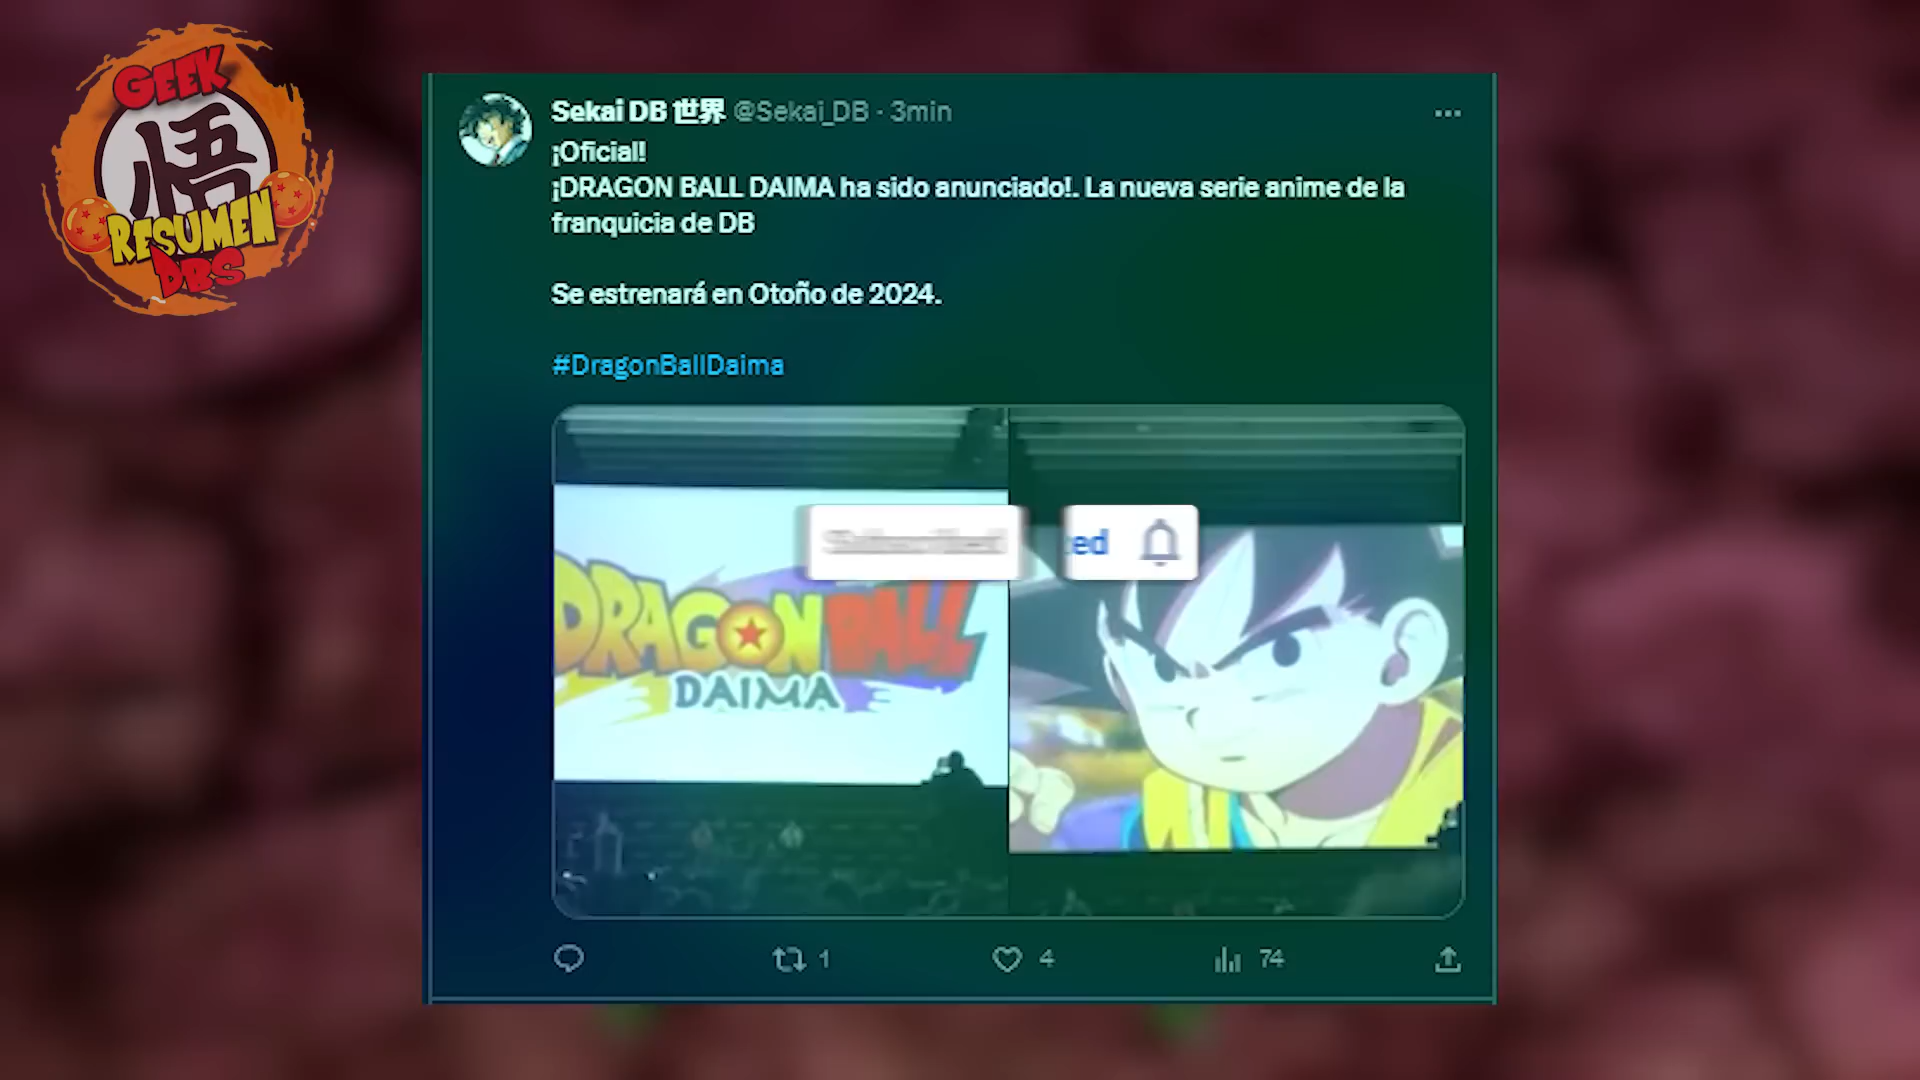 GEEK
悟
RESUMEN
DBS
Sekai DB 世界 @Sekai_DB · 3min
¡Oficial!
¡DRAGON BALL DAIMA ha sido anunciado!. La nueva serie anime de la
franquicia de DB
Se estrenará en Otoño de 2024.
#DragonBallDaima
Subscribed
ed
DRAGON BALL
DAIMA
1
4
74